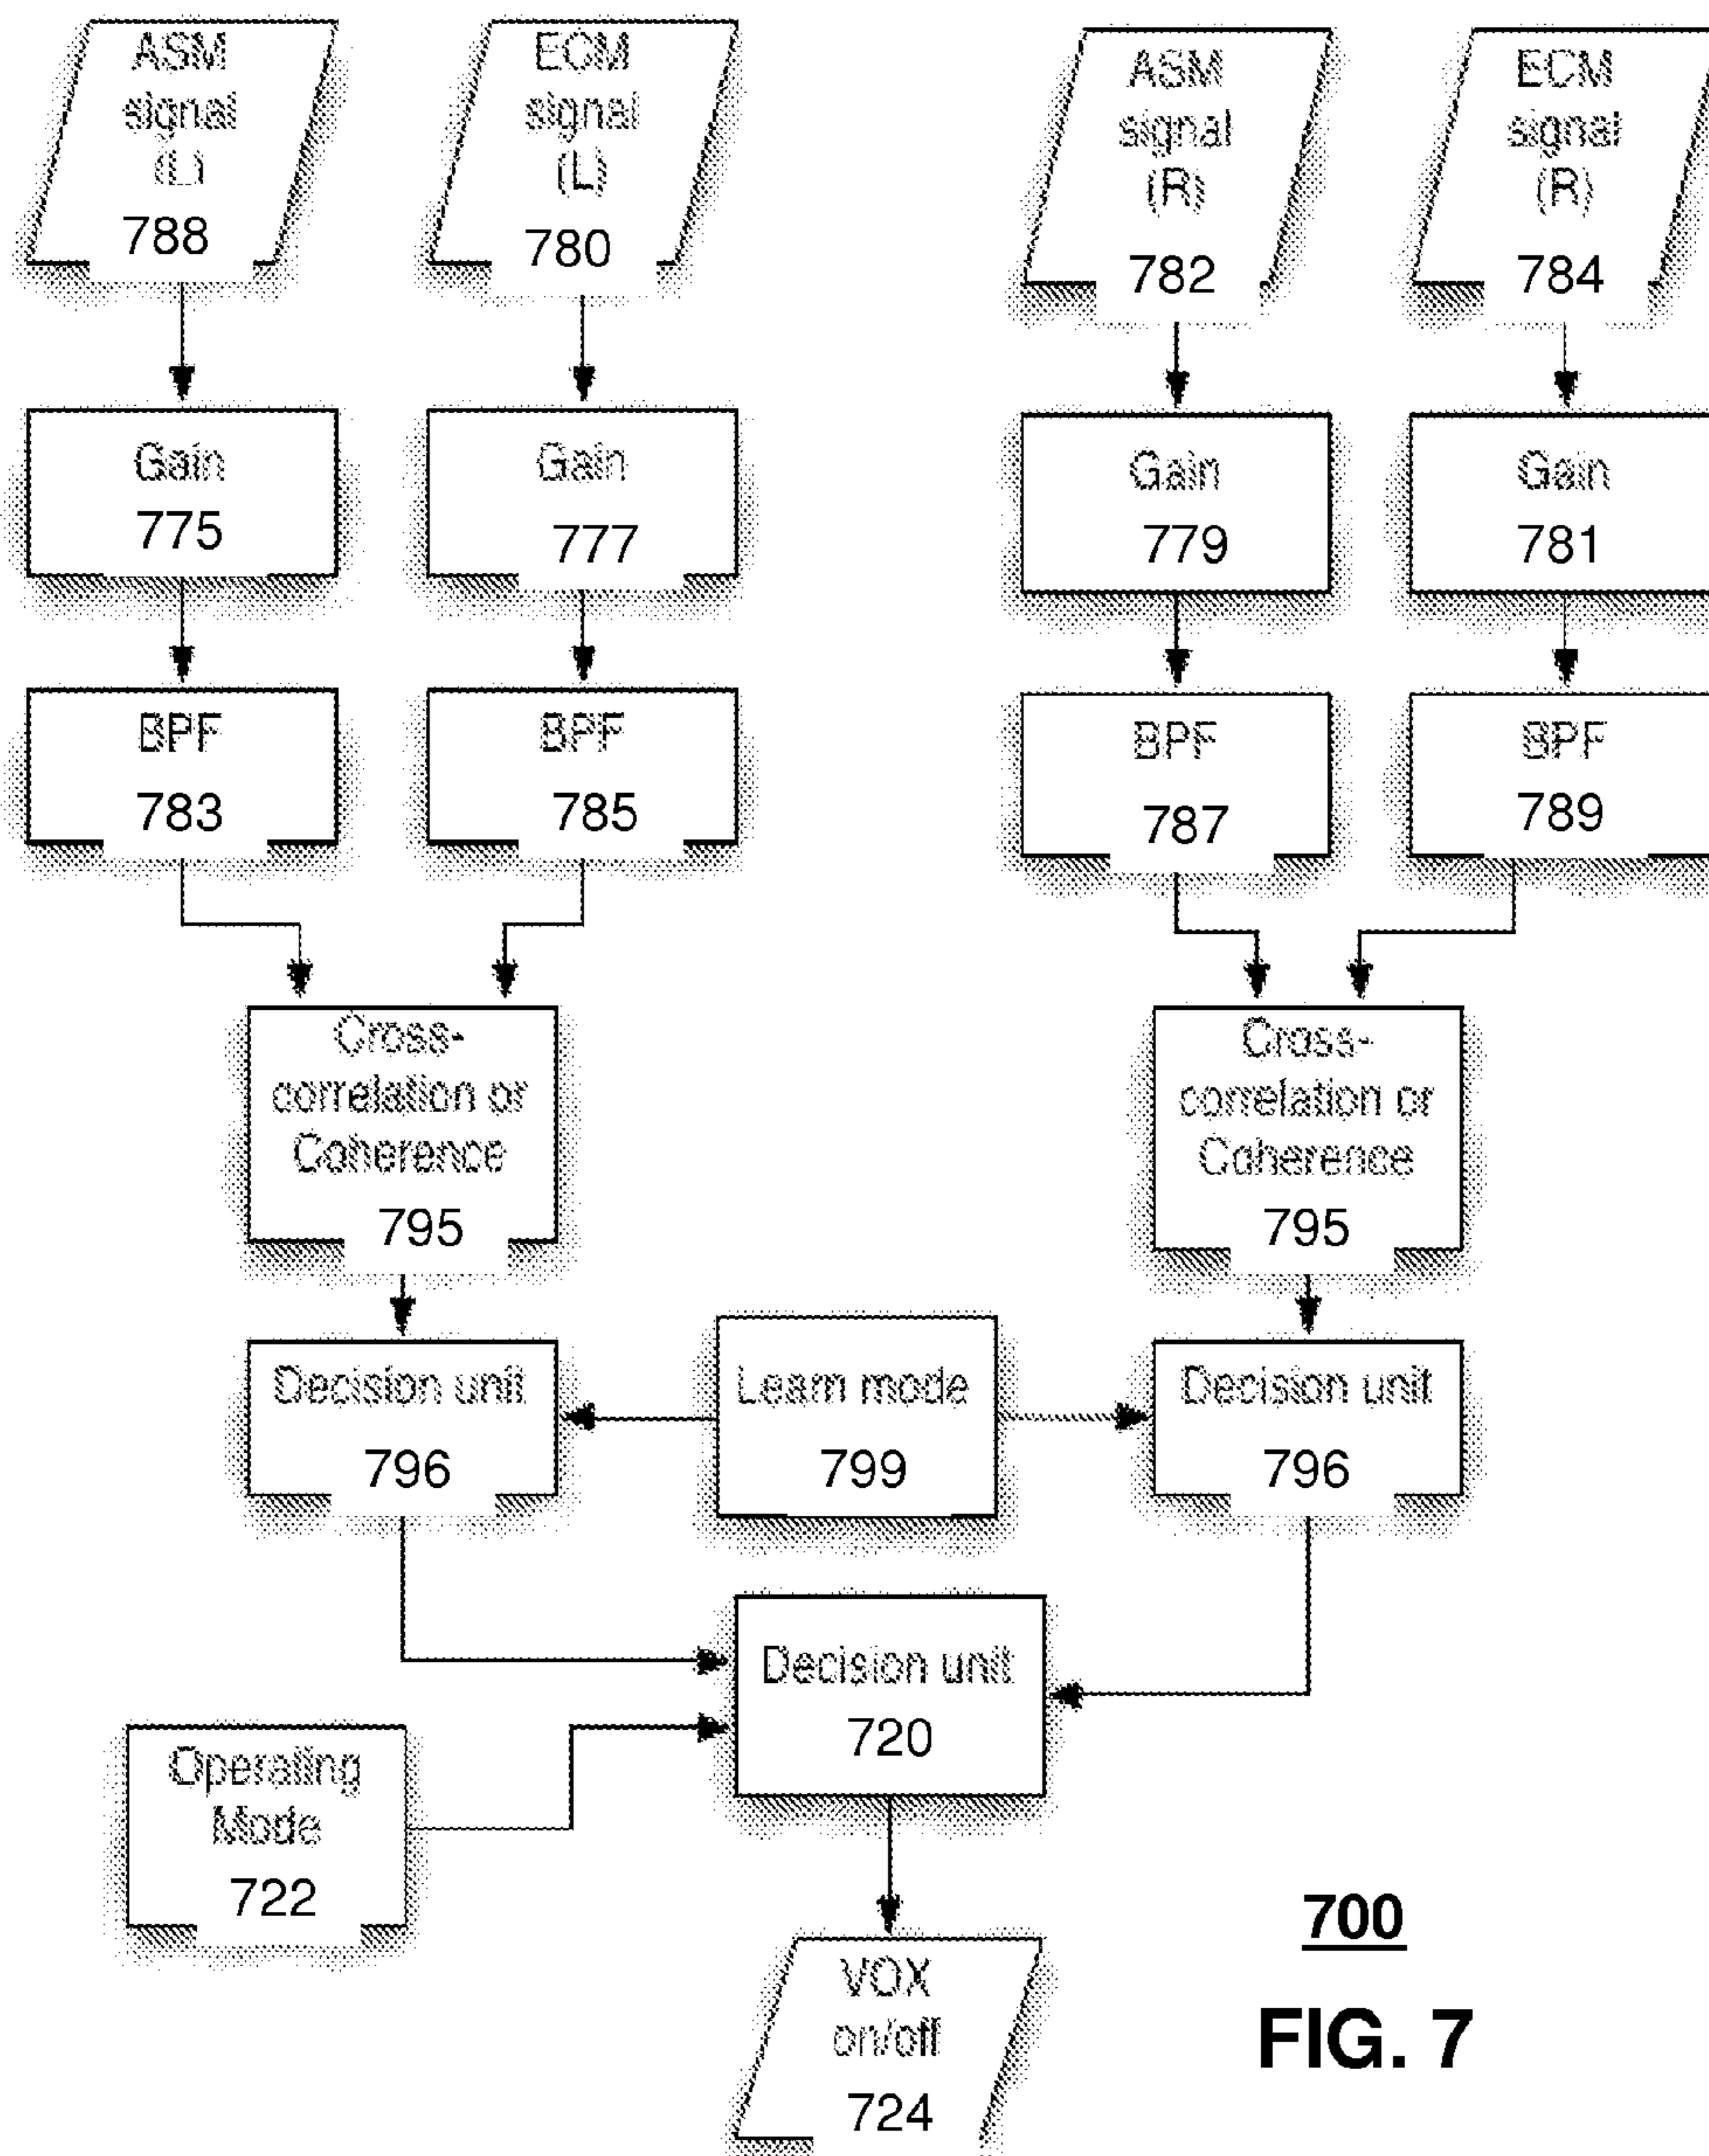 ASM
signal
(L)
788
ECM
signal
(L)
780
ASM
signal
(R)
782
ECM
signal
(R)
784
Gain
775
Gain
777
Gain
779
Gain
781
BPF
783
BPF
785
BPF
787
BPF
789
Cross-
correlation or
Coherence
795
Cross-
correlation or
Coherence
795
Decision unit
796
Learn mode
799
Decision unit
796
Decision unit
720
Operating
Mode
722
VOX
on/off
724
700
FIG. 7